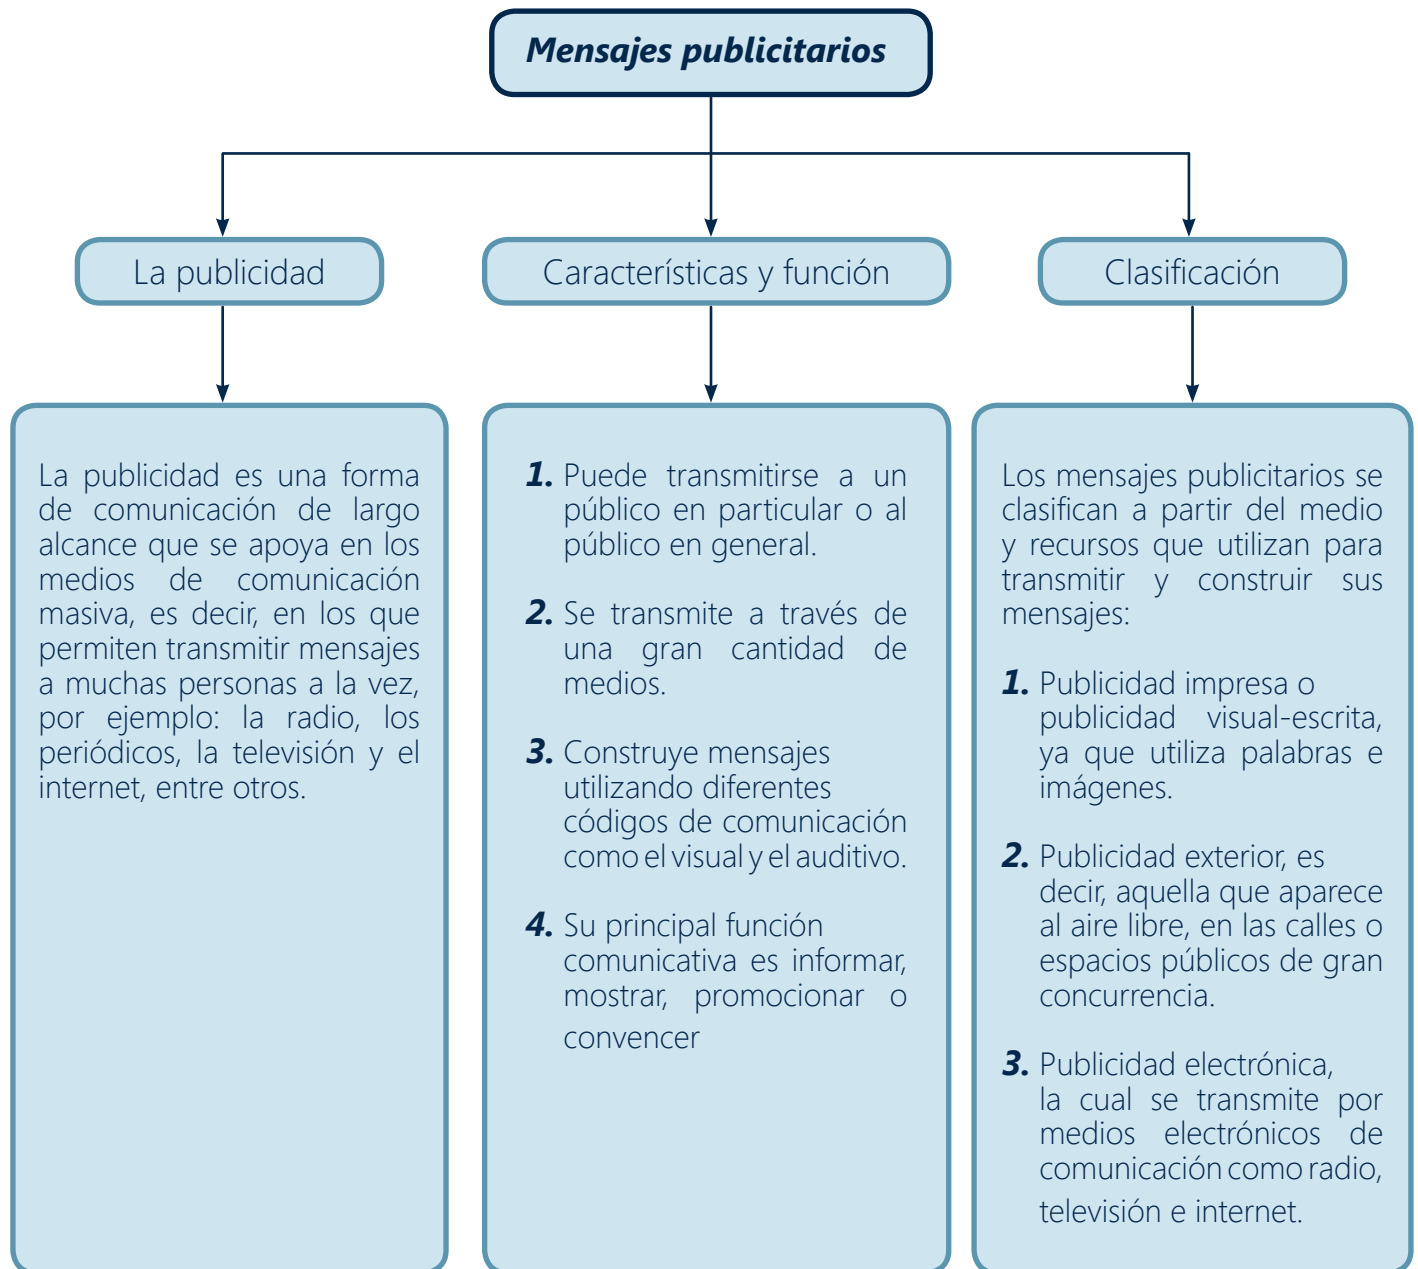 Mensajes publicitarios
La publicidad
Características y función
Clasificación
La publicidad es una forma
de comunicación de largo
alcance que se apoya en los
medios de comunicación
masiva, es decir, en los que
permiten transmitir mensajes
a muchas personas a la vez,
por ejemplo: la radio, los
periódicos, la televisión y el
internet, entre otros.
1. Puede transmitirse a un
público en particular o al
público en general.
2. Se transmite a través de
una gran cantidad de
medios.
3. Construye mensajes
utilizando diferentes
códigos de comunicación
como el visual y el auditivo.
4. Su principal función
comunicativa es informar,
mostrar, promocionar o
convencer
Los mensajes publicitarios se
clasifican a partir del medio
y recursos que utilizan para
transmitir y construir sus
mensajes:
1. Publicidad impresa o
publicidad visual-escrita,
ya que utiliza palabras e
imágenes.
2. Publicidad exterior, es
decir, aquella que aparece
al aire libre, en las calles o
espacios públicos de gran
concurrencia.
3. Publicidad electrónica,
la cual se transmite por
medios electrónicos de
comunicación como radio,
televisión e internet.